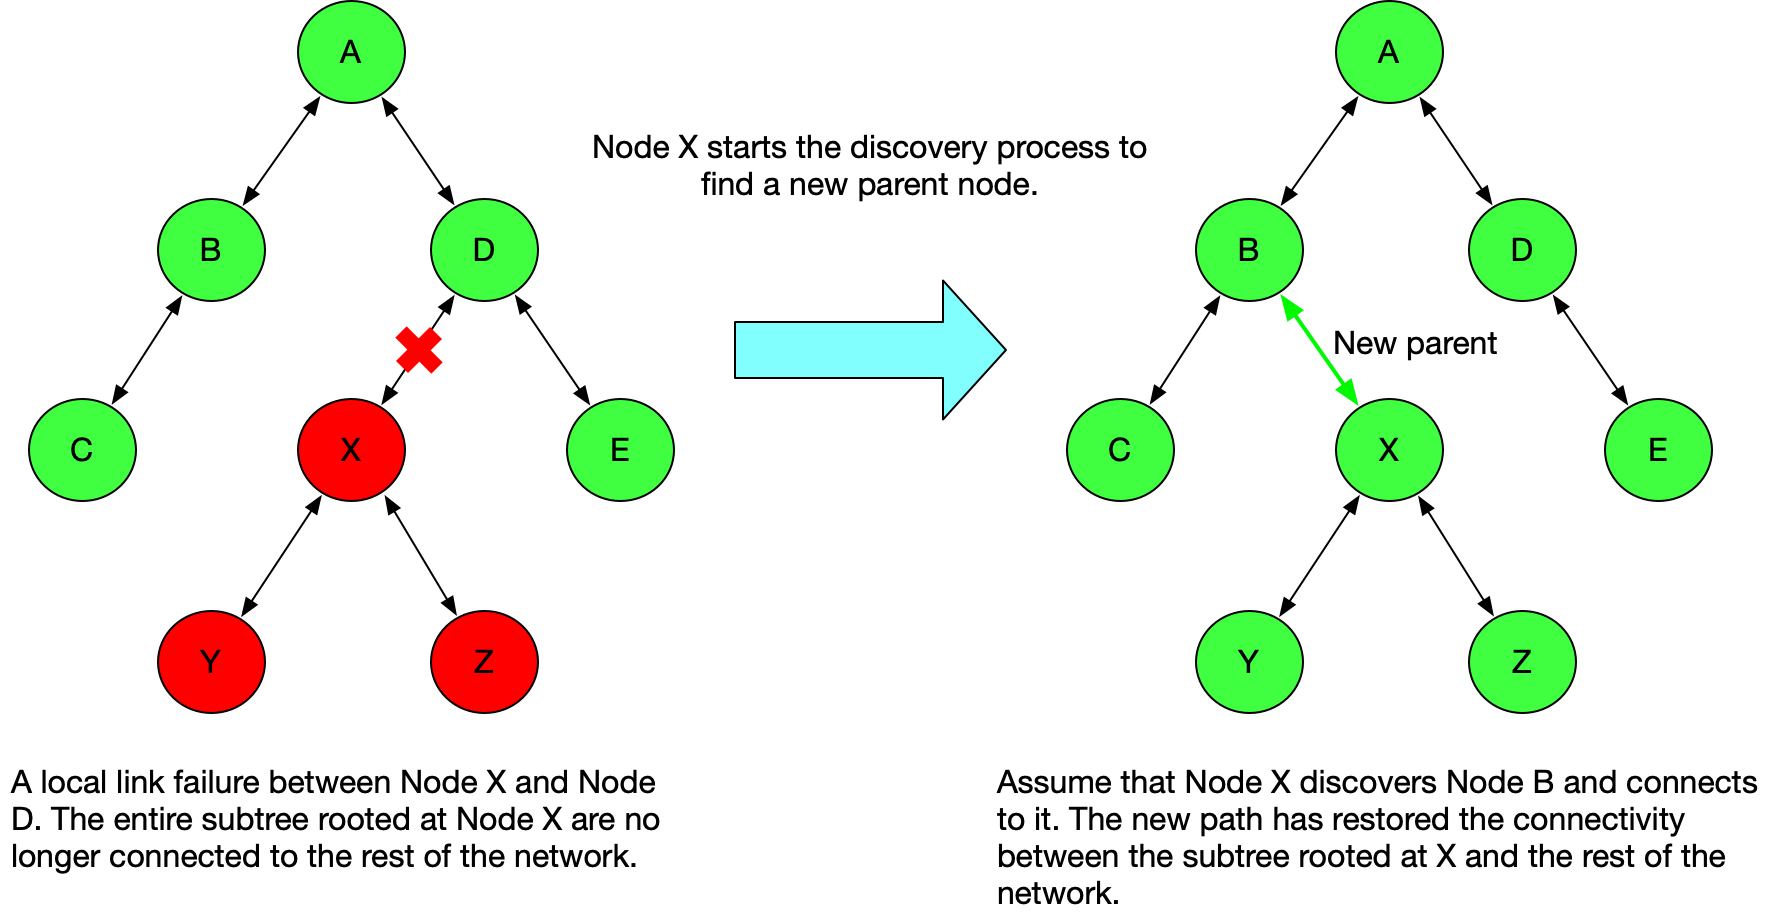 A
B
D
C
X
E
Y
Z
A local link failure between Node X and Node
D. The entire subtree rooted at Node X are no
longer connected to the rest of the network.
Node X starts the discovery process to
find a new parent node.
A
B
D
New parent
C
X
E
Y
Z
Assume that Node X discovers Node B and connects
to it. The new path has restored the connectivity
between the subtree rooted at X and the rest of the
network.